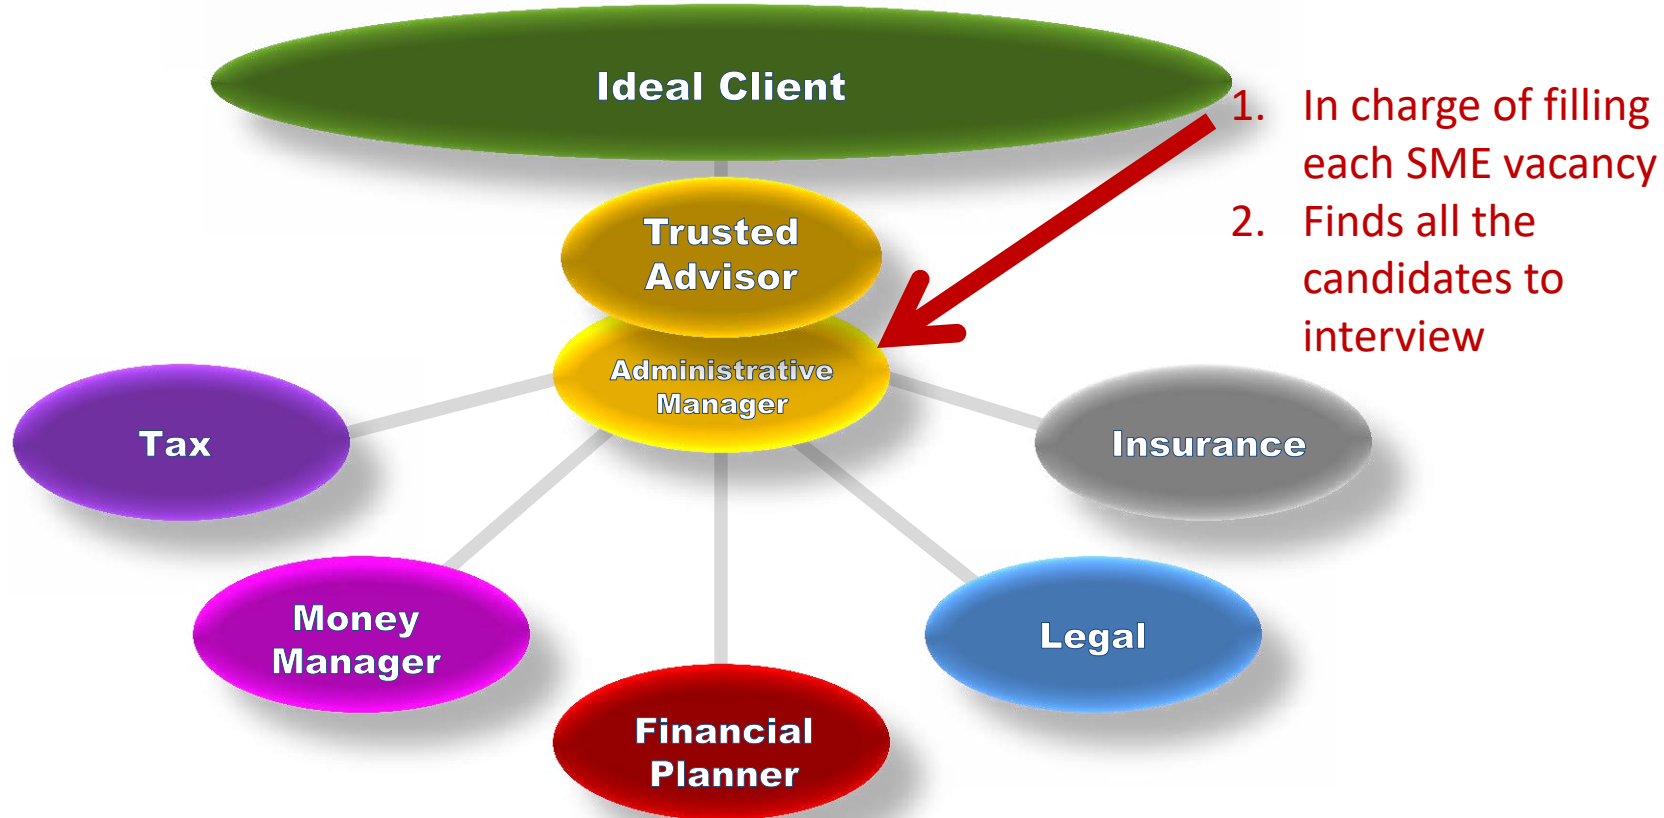 Ideal Client
1. In charge of filling
each SME vacancy
2. Finds all the
candidates to
interview
Trusted
Advisor
Administrative
Manager
Tax
Insurance
Money
Manager
Legal
Financial
Planner